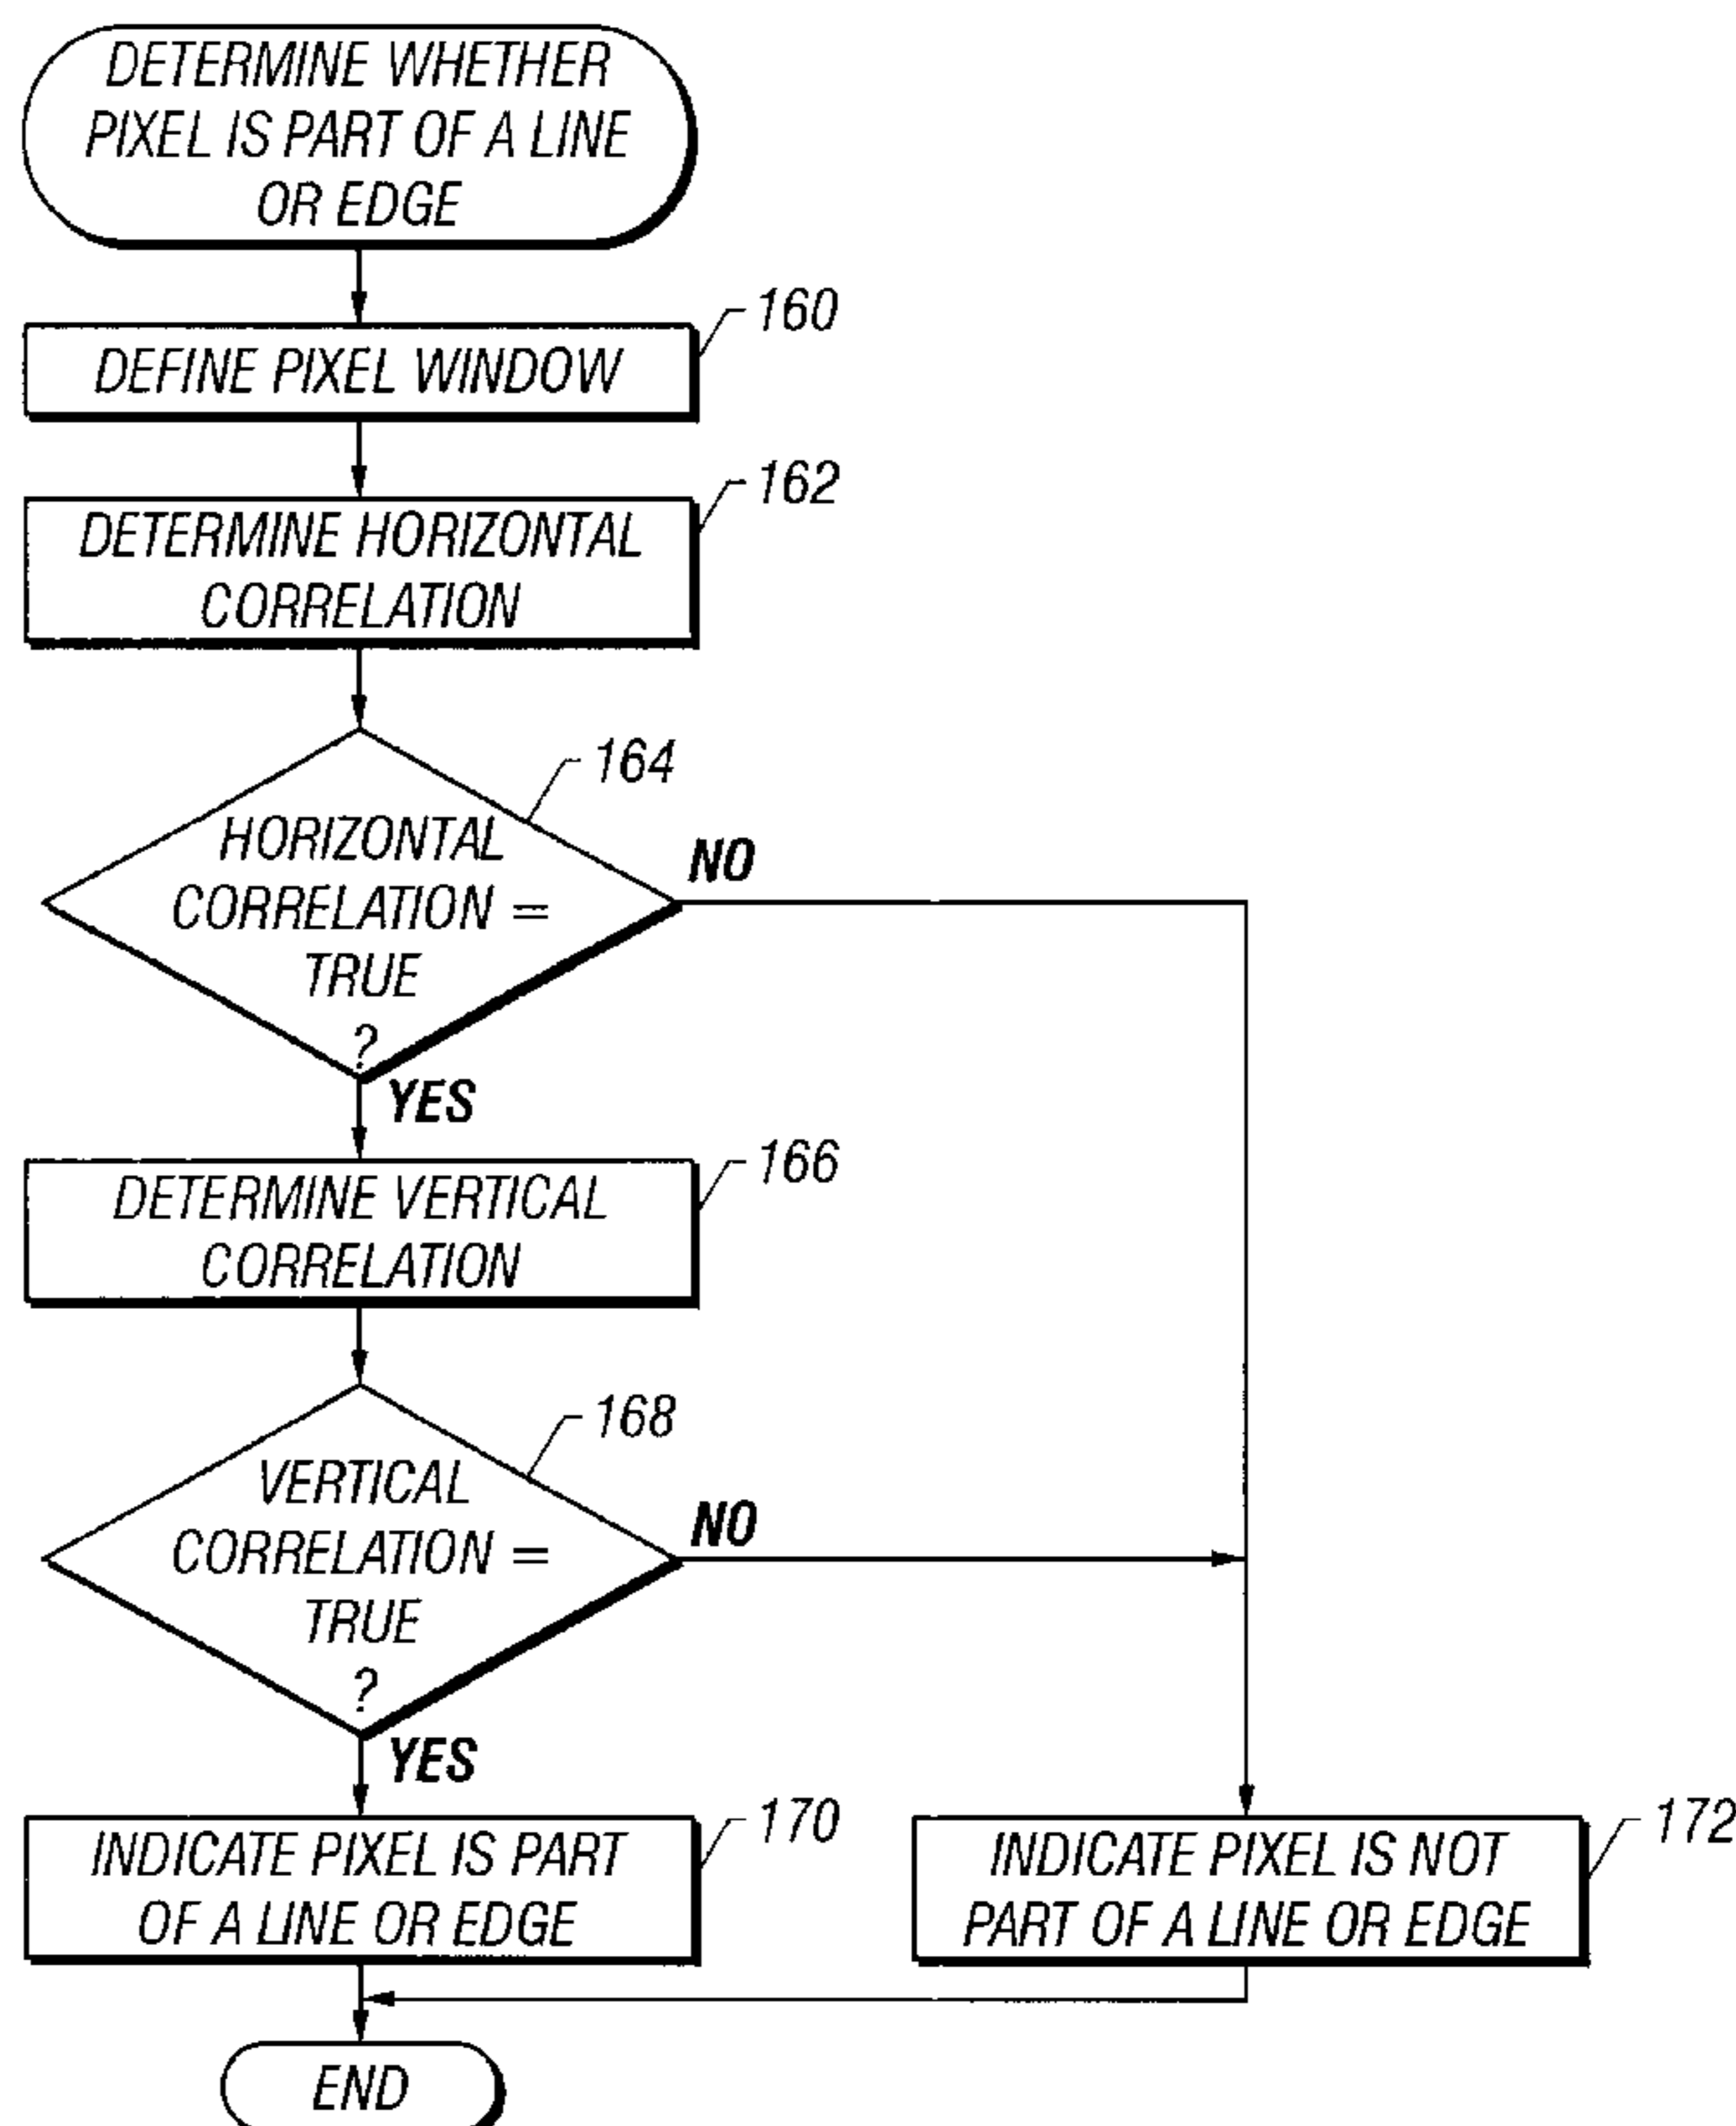 DETERMINE WHETHER
PIXEL IS PART OF A LINE
OR EDGE
160
DEFINE PIXEL WINDOW
162
DETERMINE HORIZONTAL
CORRELATION
164
HORIZONTAL
CORRELATION =
TRUE
?
NO
YES
166
DETERMINE VERTICAL
CORRELATION
168
VERTICAL
CORRELATION =
TRUE
?
NO
YES
170
INDICATE PIXEL IS PART
OF A LINE OR EDGE
172
INDICATE PIXEL IS NOT
PART OF A LINE OR EDGE
END